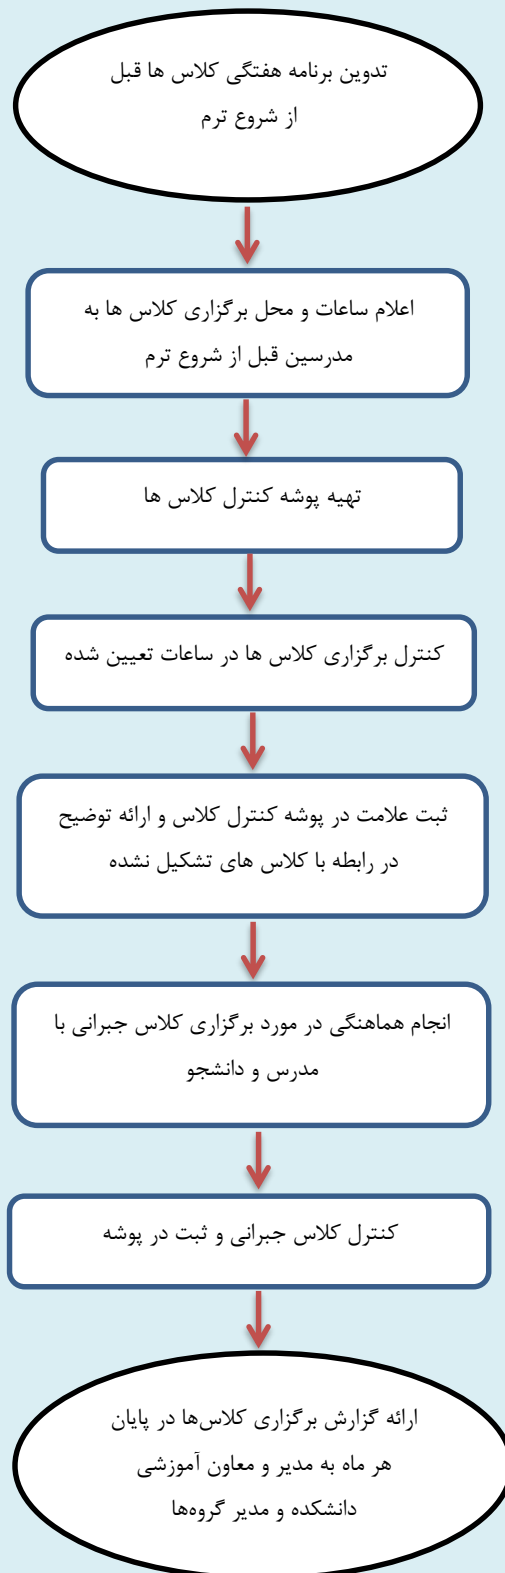 تدوین برنامه هفتگی کلاس ها قبل
از شروع ترم
اعلام ساعات و محل برگزاری کلاس ها به
مدرسین قبل از شروع ترم
تهیه پوشه کنترل کلاس ها
کنترل برگزاری کلاس ها در ساعات تعیین شده
ثبت علامت در پوشه کنترل کلاس و ارائه توضیح
در رابطه با کلاس های تشکیل نشده
انجام هماهنگی در مورد برگزاری کلاس جبرانی با
مدرس و دانشجو
کنترل کلاس جبرانی و ثبت در پوشه
ارائه گزارش برگزاری کلاس‌ها در پایان
هر ماه به مدیر و معاون آموزشی
دانشکده و مدیر گروه‌ها